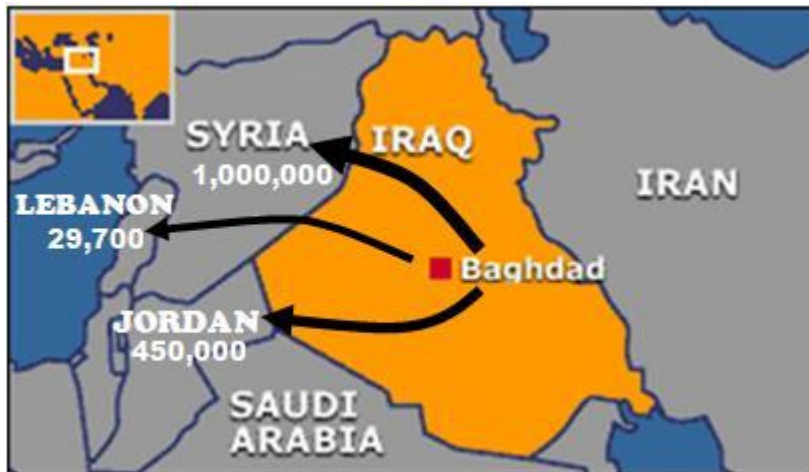 SYRIA
1,000,000
IRAQ
IRAN
LEBANON
29,700
Baghdad
JORDAN
450,000
SAUDI
ARABIA